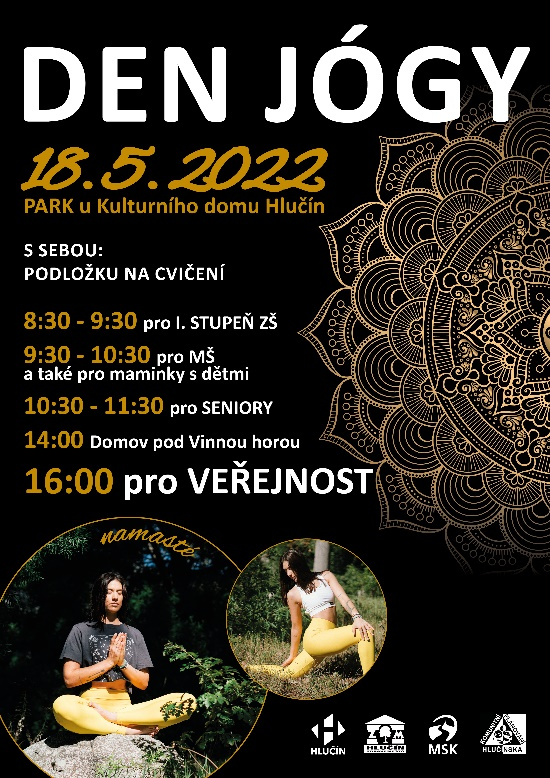 DEN JÓGY
18.5.2022
PARK u Kulturního domu Hlučín
S SEBOU:
PODLOŽKU NA CVIČENÍ
8:30 - 9:30 pro I. STUPEŇ ZŠ
9:30 - 10:30 pro MŠ
a také pro maminky s dětmi
10:30 - 11:30 pro SENIORY
14:00 Domov pod Vinnou horou
16:00 pro VEŘEJNOST
namasté
HLUČÍN
HLUČÍN
MSK
HLUČÍNSKA